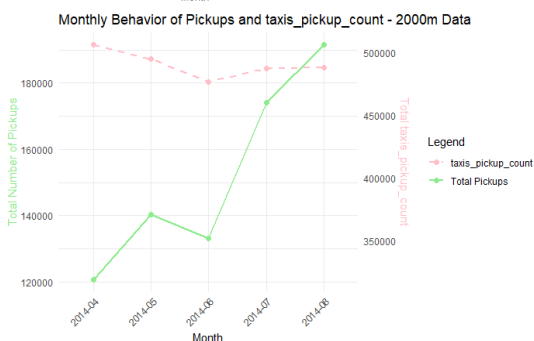 Monthly Behavior of Pickups and taxis_pickup_count - 2000m Data
Total Number of Pickups
180000
160000
140000
120000
500000
450000
400000
350000
Total taxis_pickup_count
2014-04
2014-05
2014-06
2014-07
2014-08
Month
Legend
taxis_pickup_count
Total Pickups